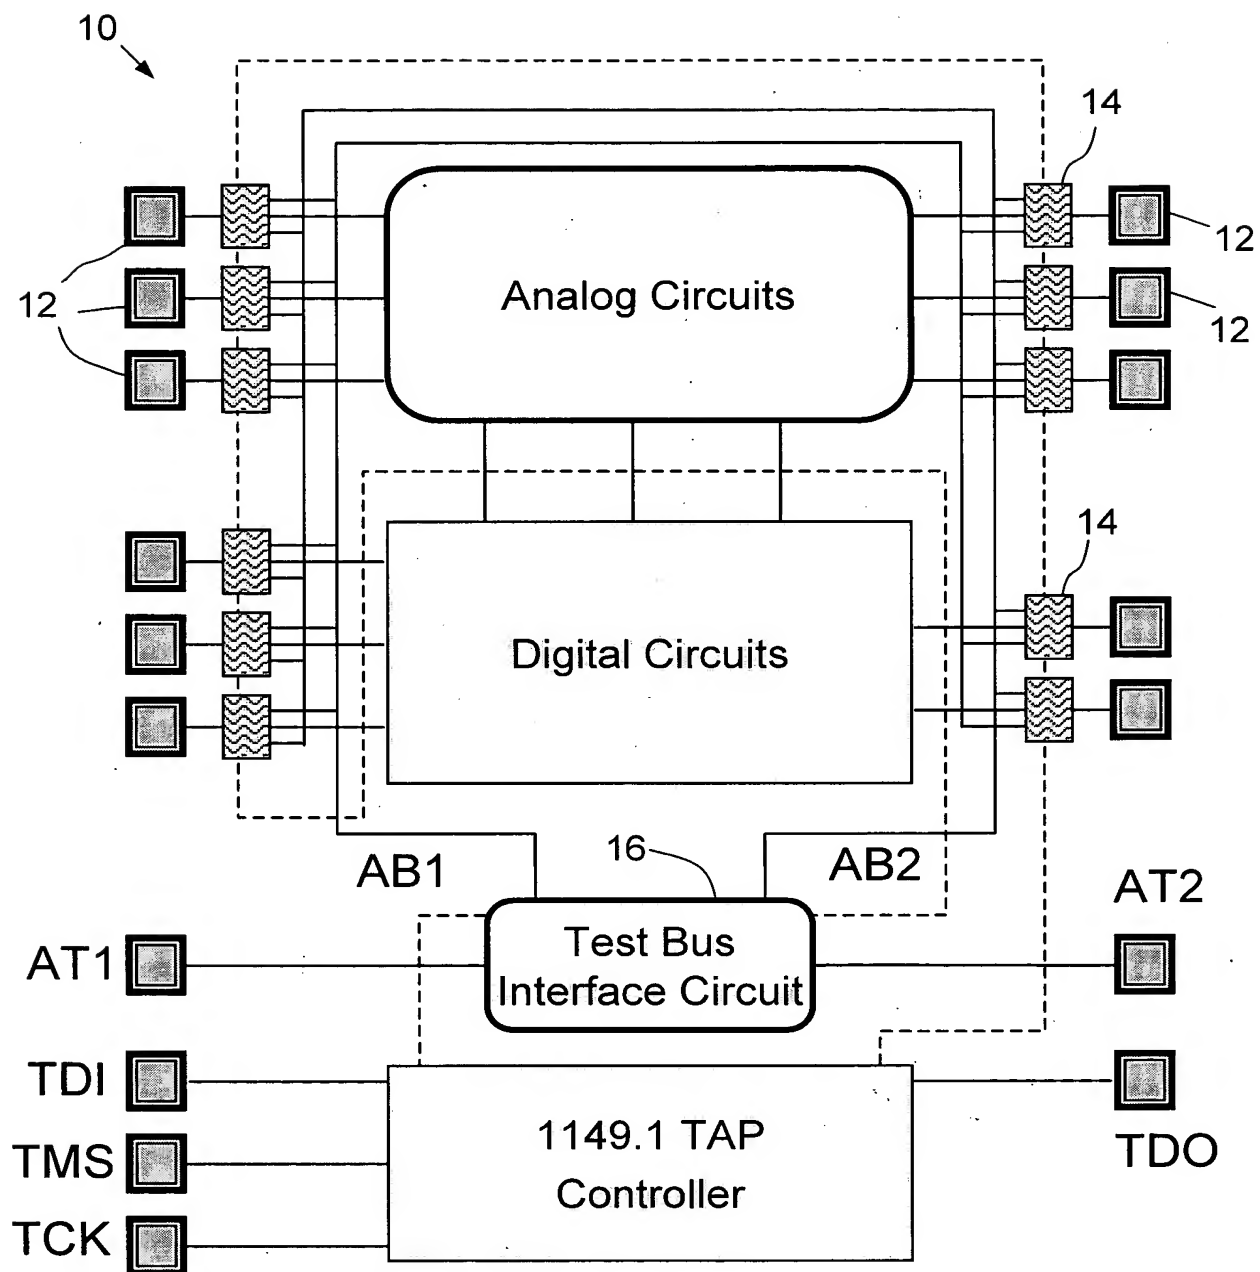 10
14
12
12
Analog Circuits
12
14
Digital Circuits
16
AB1
AB2
AT2
Test Bus
Interface Circuit
AT1
TDI
1149.1 TAP
Controller
TDO
TMS
TCK